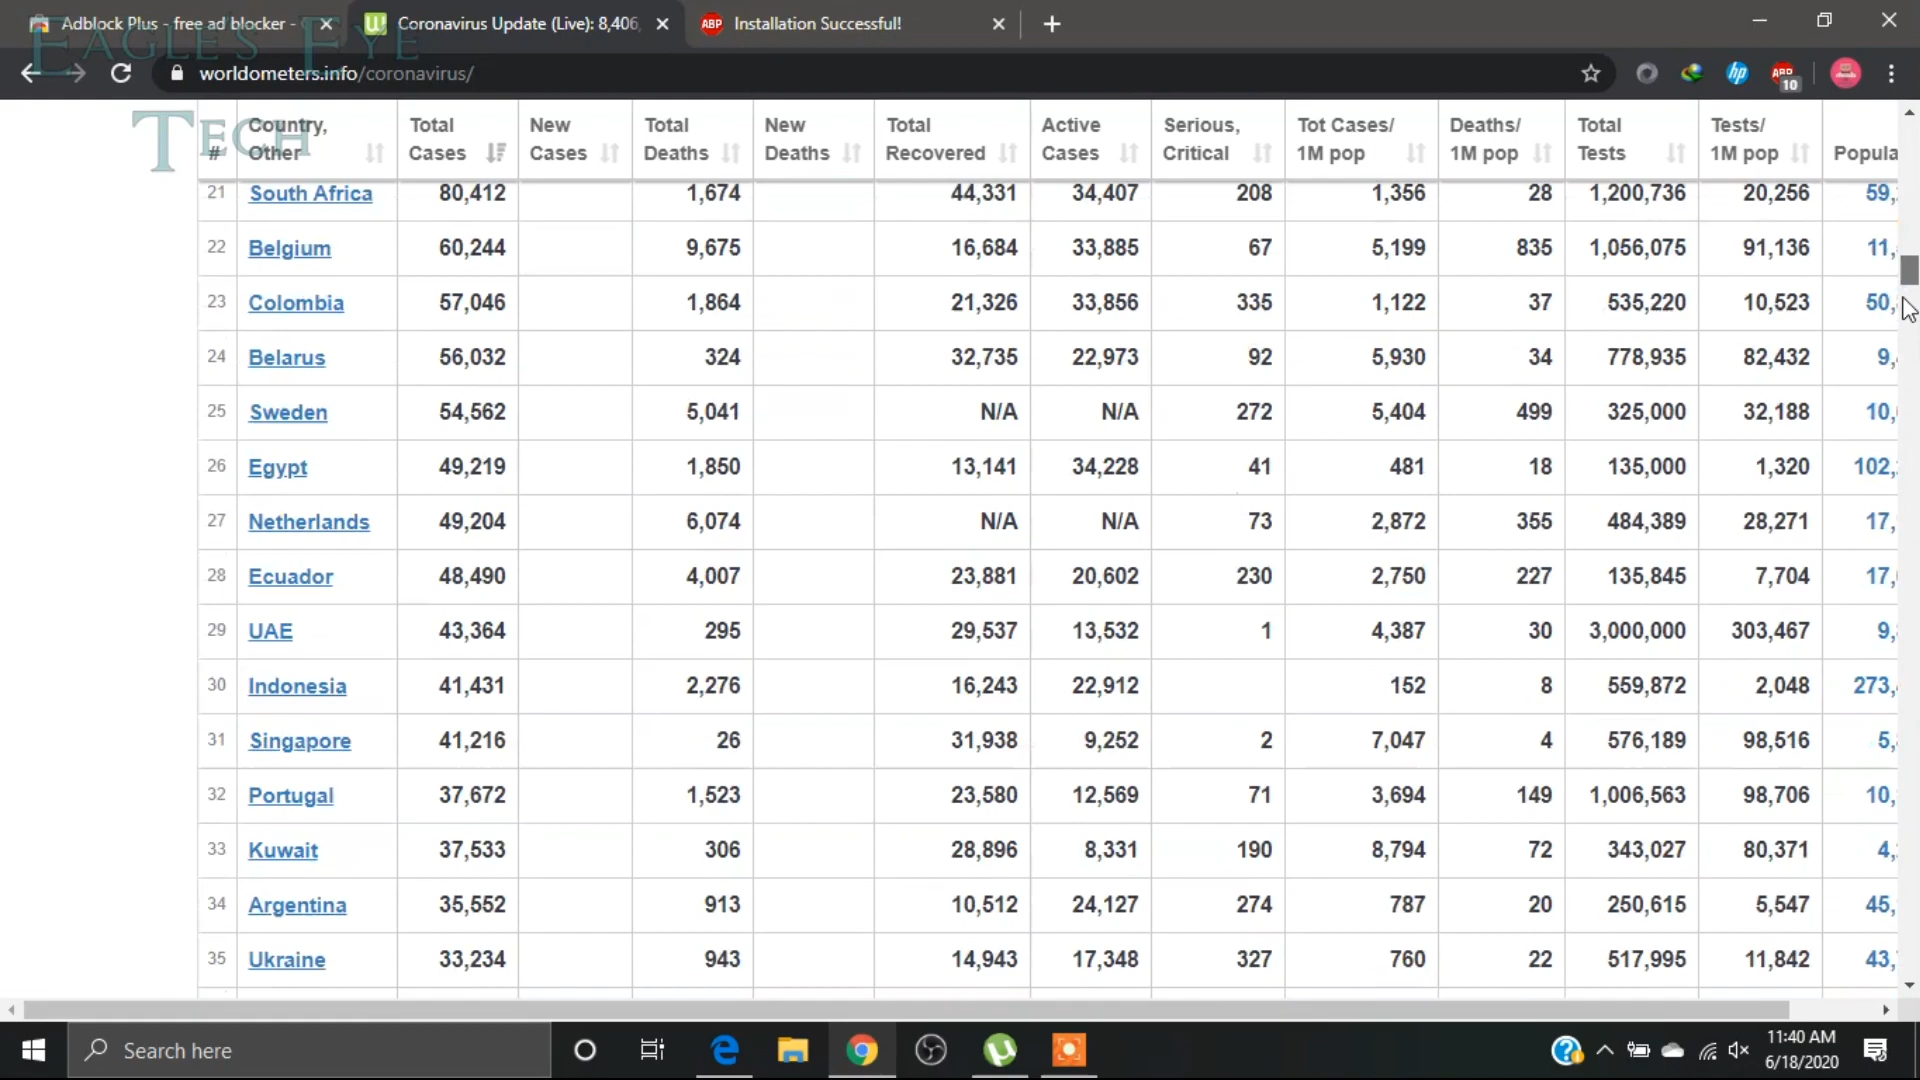 Adblock Plus - free ad blocker -
Coronavirus Update (Live): 8,406,
ABP Installation Successful!
EAGLE'S EYE
worldometers.info/coronavirus/
hp
ABP
10
TECH
# Country, Other Total Cases New Cases Total Deaths New Deaths Total Recovered Active Cases Serious, Critical Tot Cases/ 1M pop Deaths/ 1M pop Total Tests Tests/ 1M pop Popula
21 South Africa 80,412 1,674 44,331 34,407 208 1,356 28 1,200,736 20,256 59,
22 Belgium 60,244 9,675 16,684 33,885 67 5,199 835 1,056,075 91,136 11,
23 Colombia 57,046 1,864 21,326 33,856 335 1,122 37 535,220 10,523 50,
24 Belarus 56,032 324 32,735 22,973 92 5,930 34 778,935 82,432 9,
25 Sweden 54,562 5,041 N/A N/A 272 5,404 499 325,000 32,188 10,
26 Egypt 49,219 1,850 13,141 34,228 41 481 18 135,000 1,320 102,
27 Netherlands 49,204 6,074 N/A N/A 73 2,872 355 484,389 28,271 17,
28 Ecuador 48,490 4,007 23,881 20,602 230 2,750 227 135,845 7,704 17,
29 UAE 43,364 295 29,537 13,532 1 4,387 30 3,000,000 303,467 9,
30 Indonesia 41,431 2,276 16,243 22,912 152 8 559,872 2,048 273,
31 Singapore 41,216 26 31,938 9,252 2 7,047 4 576,189 98,516 5,
32 Portugal 37,672 1,523 23,580 12,569 71 3,694 149 1,006,563 98,706 10,
33 Kuwait 37,533 306 28,896 8,331 190 8,794 72 343,027 80,371 4,
34 Argentina 35,552 913 10,512 24,127 274 787 20 250,615 5,547 45,
35 Ukraine 33,234 943 14,943 17,348 327 760 22 517,995 11,842 43,
Search here
11:40 AM
6/18/2020